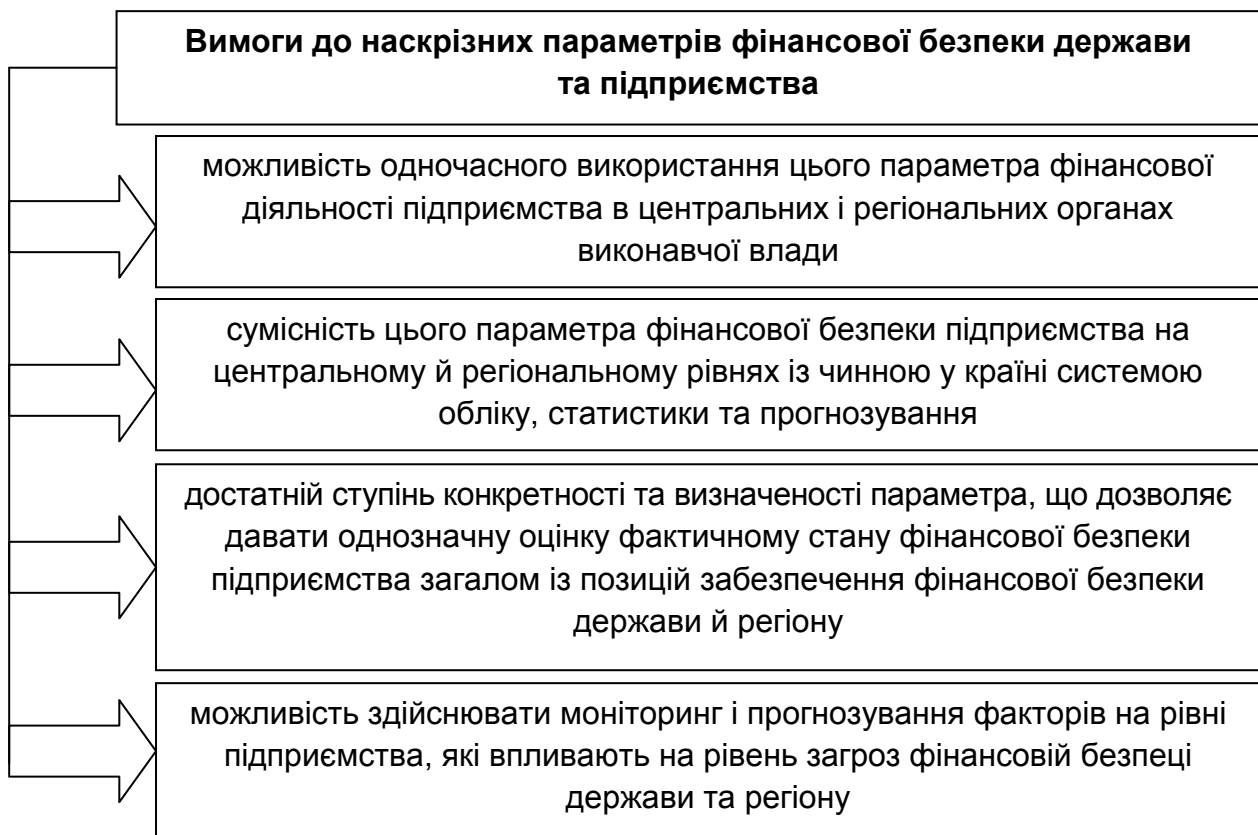 Вимоги до наскрізних параметрів фінансової безпеки держави
та підприємства
можливість одночасного використання цього параметра фінансової
діяльності підприємства в центральних і регіональних органах
виконавчої влади
сумісність цього параметра фінансової безпеки підприємства на
центральному й регіональному рівнях із чинною у країні системою
обліку, статистики та прогнозування
достатній ступінь конкретності та визначеності параметра, що дозволяє
давати однозначну оцінку фактичному стану фінансової безпеки
підприємства загалом із позицій забезпечення фінансової безпеки
держави й регіону
можливість здійснювати моніторинг і прогнозування факторів на рівні
підприємства, які впливають на рівень загроз фінансовій безпеці
держави та регіону